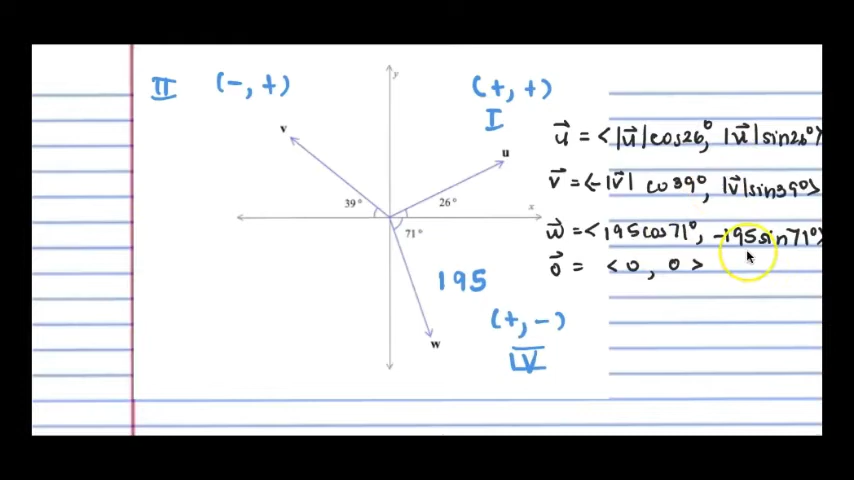 II (-, +)
y
(+, +)
I
v
u
39°
26°
x
71°
195
w
(+, -)
IV
u⃗ = <|u⃗|cos26°, |u⃗|sin26°>
v⃗ = <-|v⃗| cos39°, |v⃗|sin39°>
w⃗ = <195cos71°, -195sin71°>
0⃗ = <0, 0>